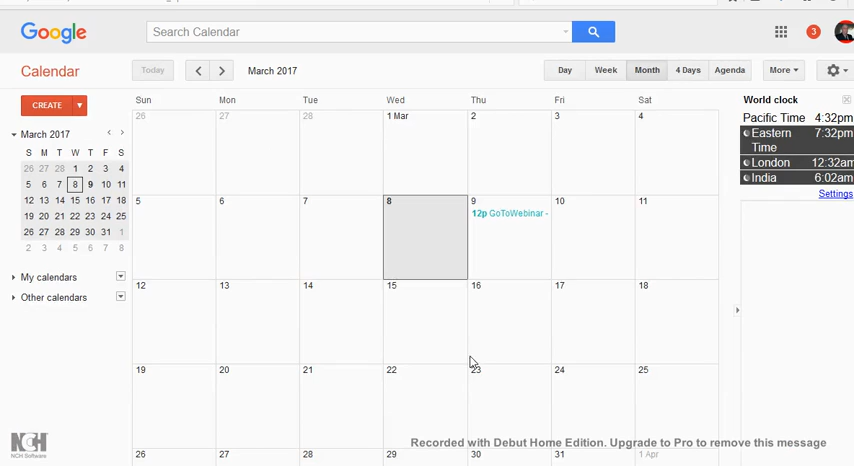 Google
Search Calendar
3
Calendar
Today
March 2017
Day Week Month 4 Days Agenda
More
CREATE
March 2017
S M T W T F S
26 27 28 1 2 3 4
5 6 7 8 9 10 11
12 13 14 15 16 17 18
19 20 21 22 23 24 25
26 27 28 29 30 31 1
2 3 4 5 6 7 8
My calendars
Other calendars
Sun Mon Tue Wed Thu Fri Sat
26 27 28 1 Mar 2 3 4
5 6 7 8 9 10 11
12p GoToWebinar -
12 13 14 15 16 17 18
19 20 21 22 23 24 25
26 27 28 29 30 31 1 Apr
World clock
Pacific Time 4:32pm
Eastern Time 7:32pm
London 12:32am
India 6:02am
Settings
NCH
NCH Software
Recorded with Debut Home Edition. Upgrade to Pro to remove this message